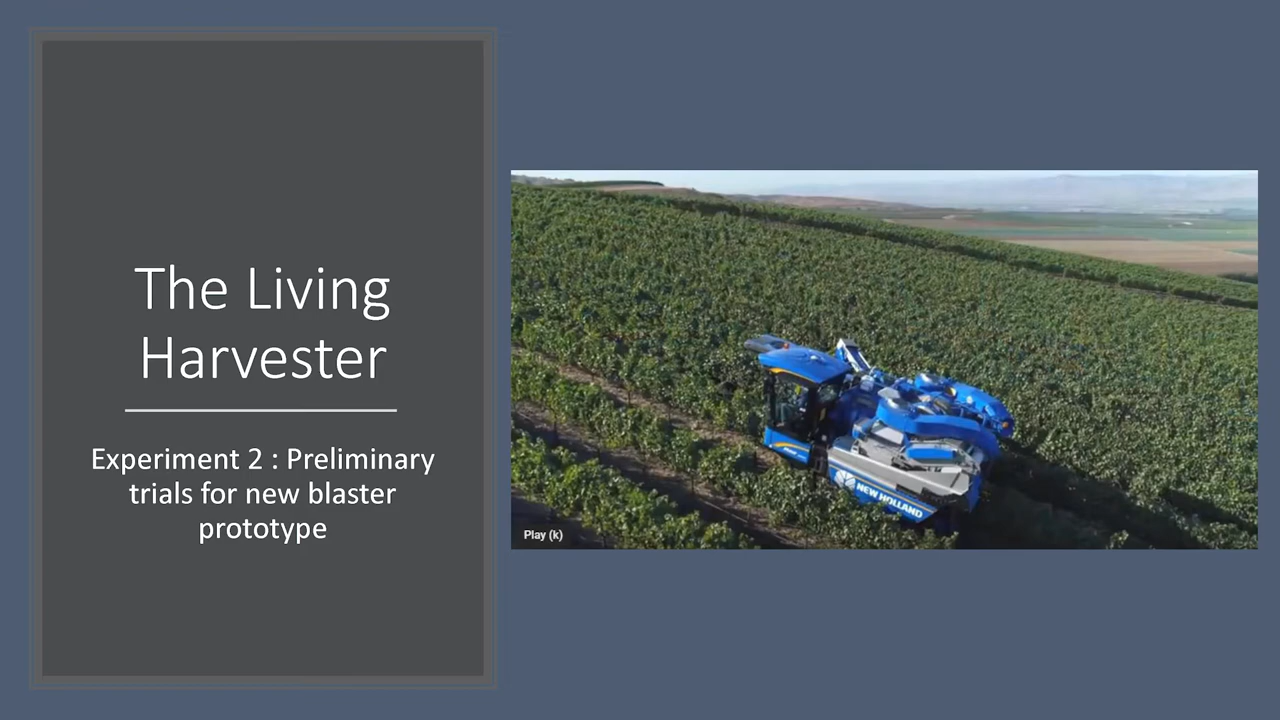 The Living
Harvester
Experiment 2 : Preliminary
trials for new blaster
prototype
NEW HOLLAND
Play (k)